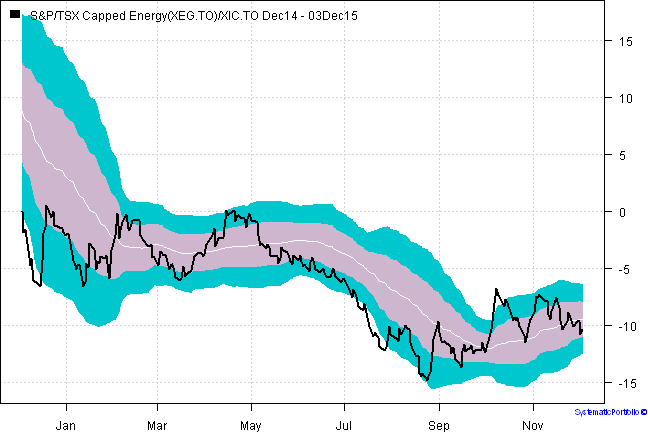 S&P/TSX Capped Energy(XEG.TO)/XIC.TO Dec14 - 03Dec15
15
10
5
0
-5
-10
-15
Jan Mar May Jul Sep Nov
SystematicPortfolio ©